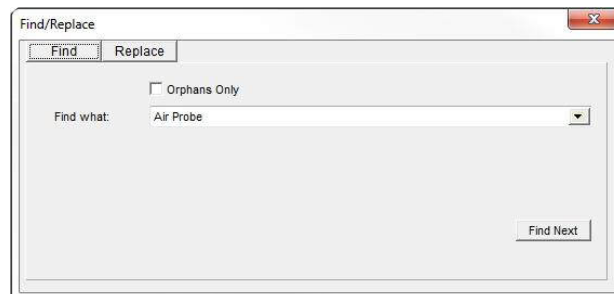 Find/Replace
Find Replace
Orphans Only
Find what: Air Probe
Find Next